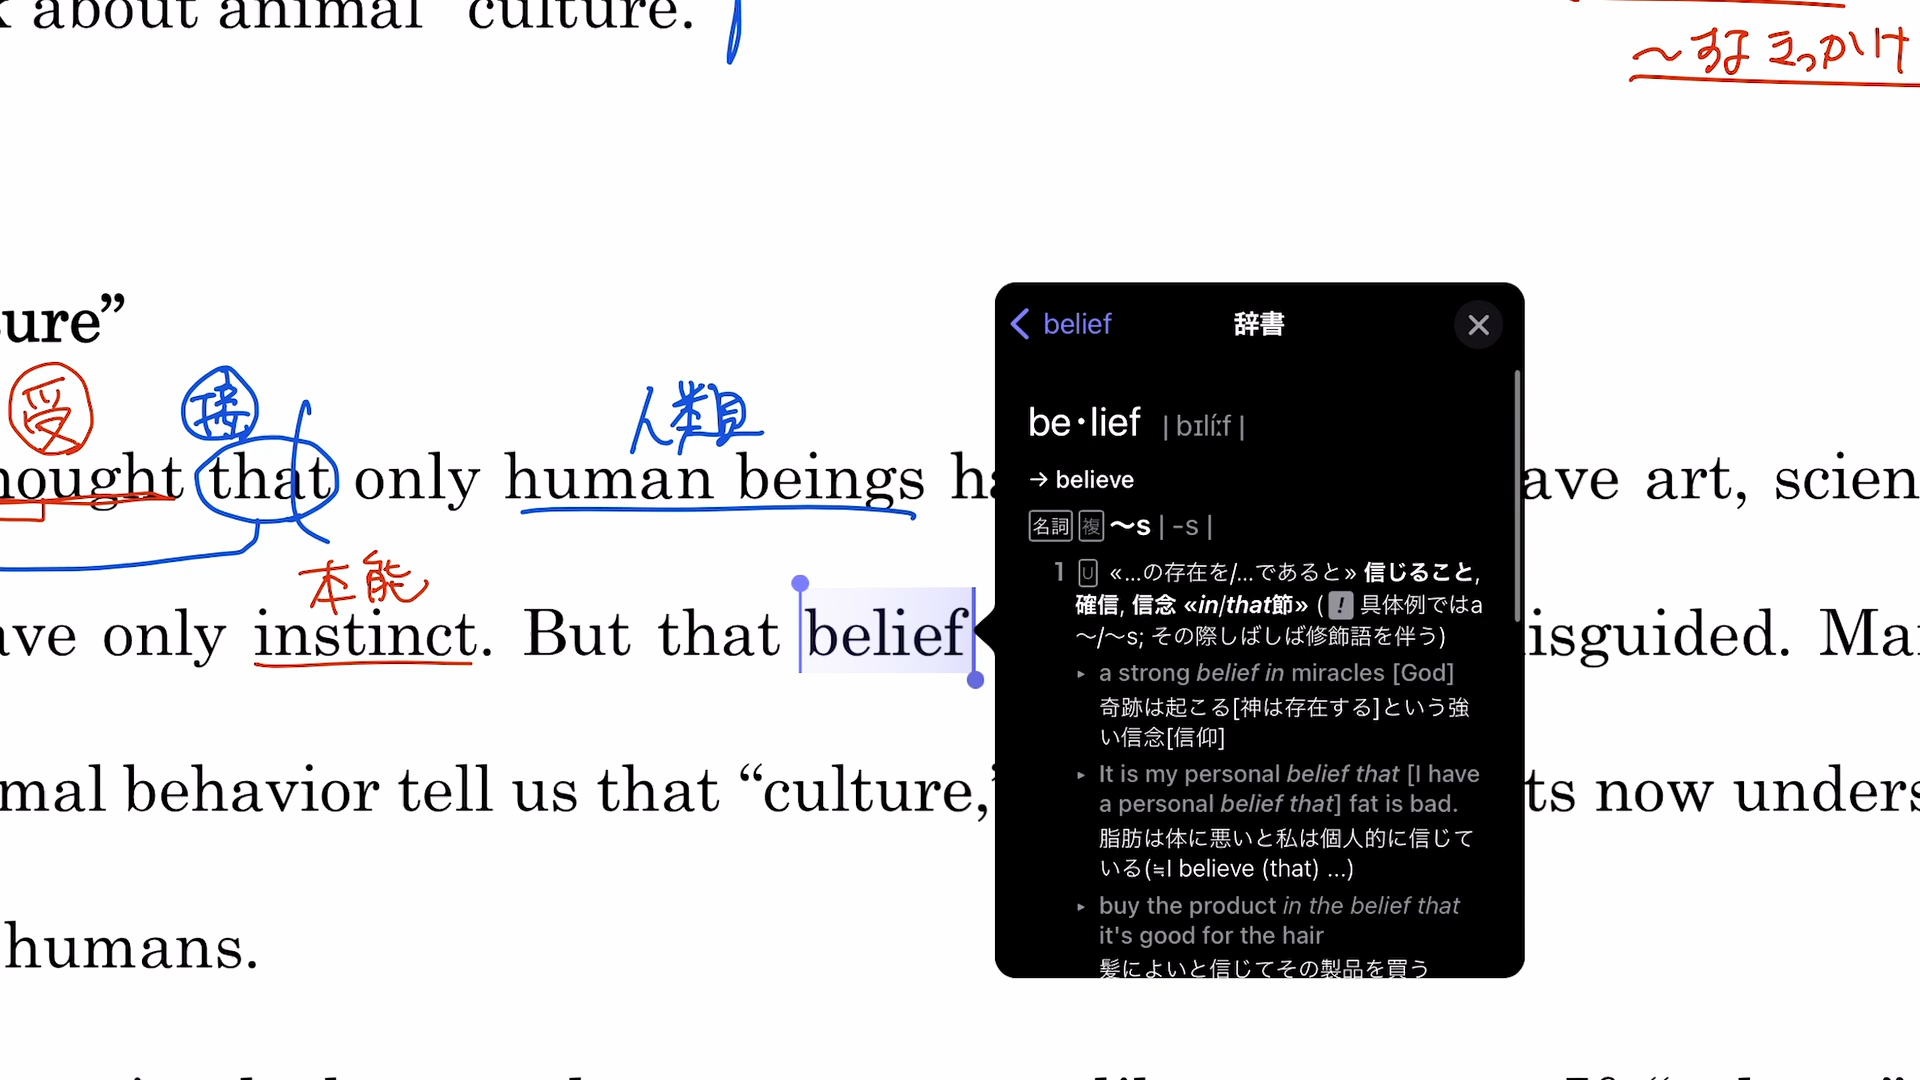 about animal “culture.
〜するきっかけ
ure”
受
接
人類
hought that only human beings ha
ave art, scien
本能
ave only instinct. But that belief
isguided. Ma
mal behavior tell us that “culture,”
ts now unders
humans.
belief 辞書
be·lief |bɪlíːf|
→ believe
名詞 複 〜s | -s |
1 U «…の存在を/…であると» 信じること,
確信, 信念 «in/that節» ( ! 具体例ではa
〜/〜s; その際しばしば修飾語を伴う)
▸ a strong belief in miracles [God]
奇跡は起こる[神は存在する]という強
い信念[信仰]
▸ It is my personal belief that [I have
a personal belief that] fat is bad.
脂肪は体に悪いと私は個人的に信じて
いる(≒I believe (that) ...)
▸ buy the product in the belief that
it's good for the hair
髪によいと信じてその製品を買う